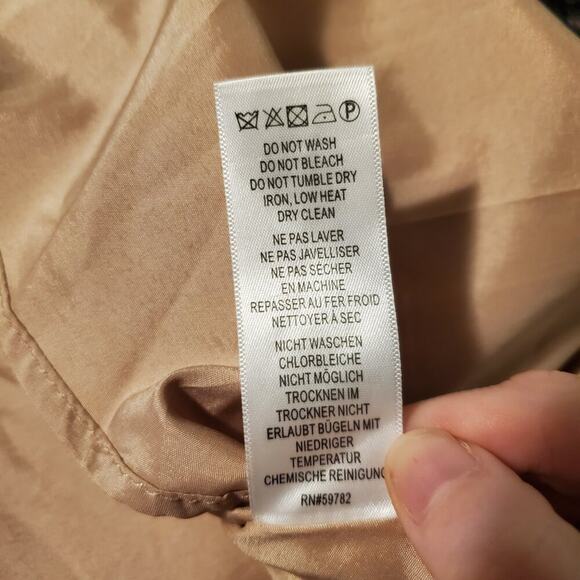 P
DO NOT WASH
DO NOT BLEACH
DO NOT TUMBLE DRY
IRON, LOW HEAT
DRY CLEAN
NE PAS LAVER
NE PAS JAVELLISER
NE PAS SÉCHER
EN MACHINE
REPASSER AU FER FROID
NETTOYER À SEC
NICHT WASCHEN
CHLORBLEICHE
NICHT MÖGLICH
TROCKNEN IM
TROCKNER NICHT
ERLAUBT BÜGELN MIT
NIEDRIGER
TEMPERATUR
CHEMISCHE REINIGUNG
RN#59782